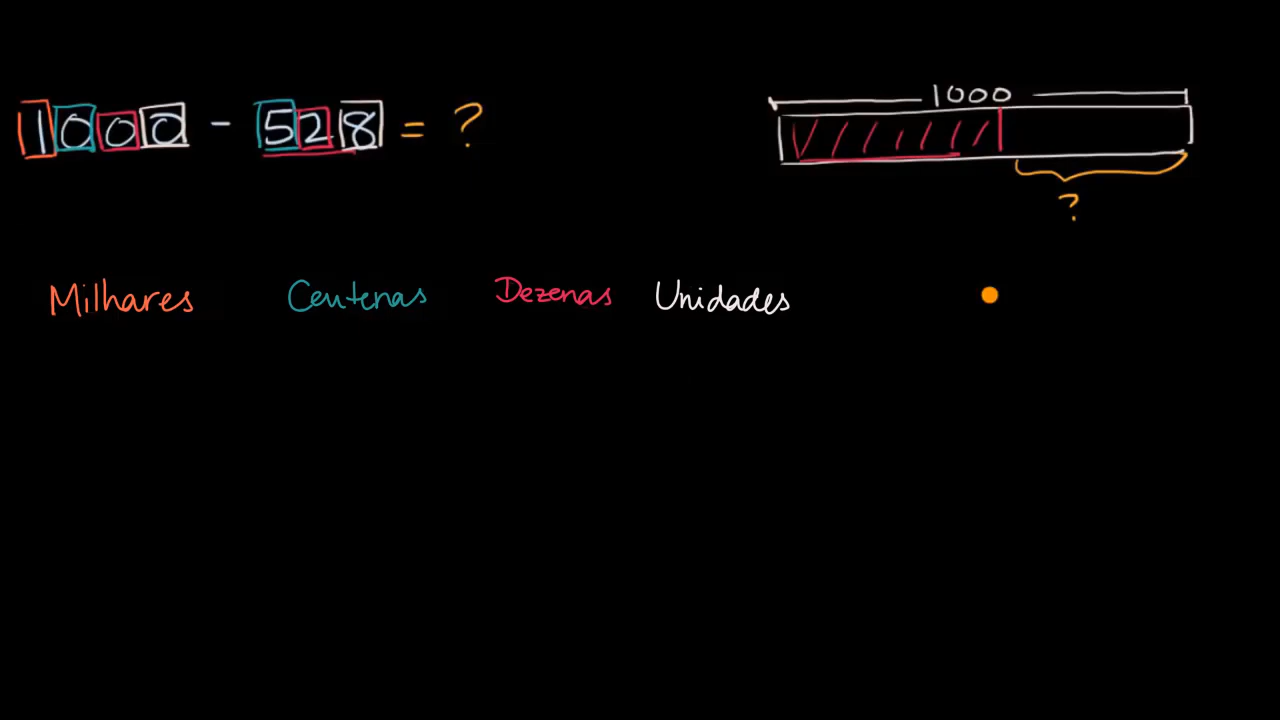 1000 - 528 = ?
1000
?
Milhares Centenas Dezenas Unidades